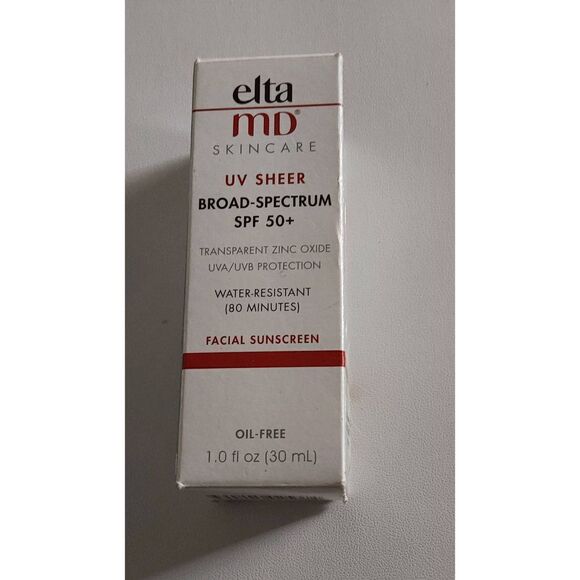 elta
MD®
SKINCARE
UV SHEER
BROAD-SPECTRUM
SPF 50+
TRANSPARENT ZINC OXIDE
UVA/UVB PROTECTION
WATER-RESISTANT
(80 MINUTES)
FACIAL SUNSCREEN
OIL-FREE
1.0 fl oz (30 mL)